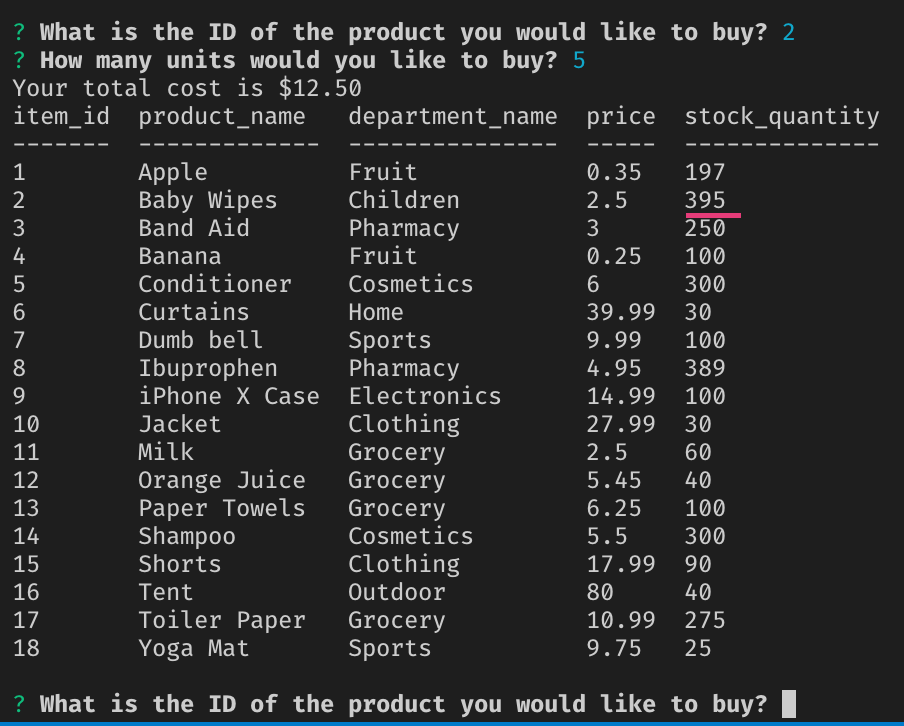 ? What is the ID of the product you would like to buy? 2
? How many units would you like to buy? 5
Your total cost is $12.50
item_id  product_name   department_name  price  stock_quantity
-------  -------------  ---------------  -----  --------------
1        Apple          Fruit            0.35   197
2        Baby Wipes     Children         2.5    395
3        Band Aid       Pharmacy         3      250
4        Banana         Fruit            0.25   100
5        Conditioner    Cosmetics        6      300
6        Curtains       Home             39.99  30
7        Dumb bell      Sports           9.99   100
8        Ibuprophen     Pharmacy         4.95   389
9        iPhone X Case  Electronics      14.99  100
10       Jacket         Clothing         27.99  30
11       Milk           Grocery          2.5    60
12       Orange Juice   Grocery          5.45   40
13       Paper Towels   Grocery          6.25   100
14       Shampoo        Cosmetics        5.5    300
15       Shorts         Clothing         17.99  90
16       Tent           Outdoor          80     40
17       Toiler Paper   Grocery          10.99  275
18       Yoga Mat       Sports           9.75   25
? What is the ID of the product you would like to buy?